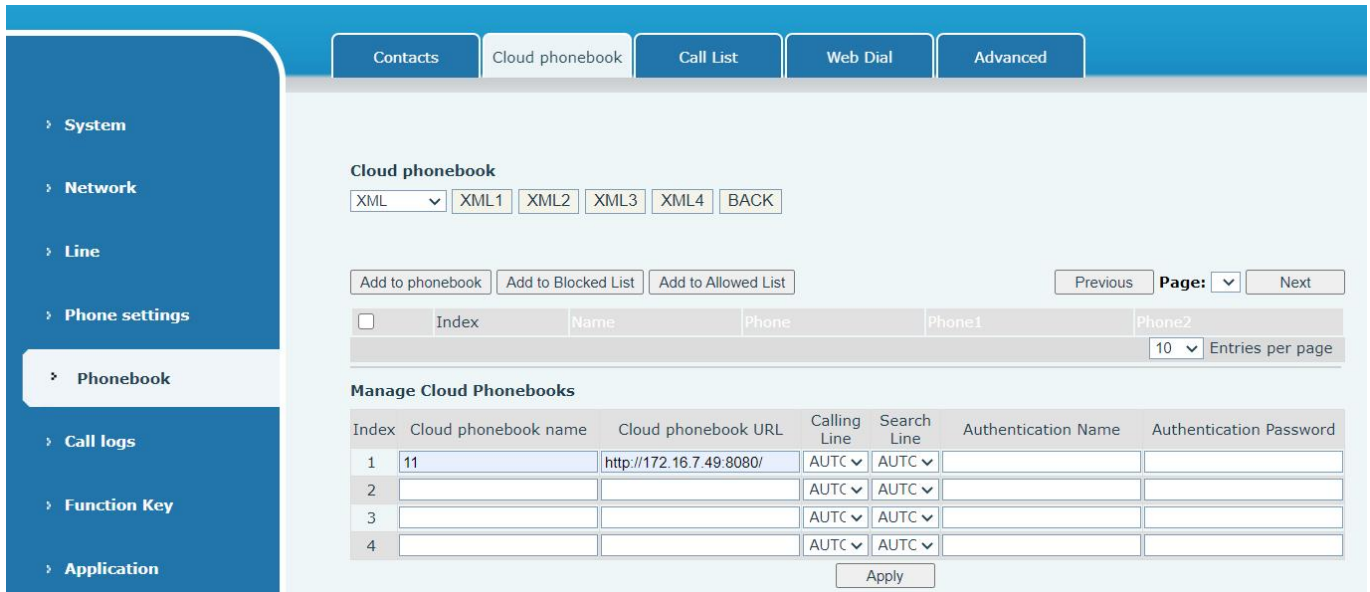 Contacts Cloud phonebook Call List Web Dial Advanced
System
Network
Line
Phone settings
Phonebook
Call logs
Function Key
Application
Cloud phonebook
XML XML1 XML2 XML3 XML4 BACK
Add to phonebook Add to Blocked List Add to Allowed List Previous Page: Next
Index Name Phone Phone1 Phone2
10 Entries per page
Manage Cloud Phonebooks
Index Cloud phonebook name Cloud phonebook URL Calling Line Search Line Authentication Name Authentication Password
1 11 http://172.16.7.49:8080/ AUTC AUTC
2 AUTC AUTC
3 AUTC AUTC
4 AUTC AUTC
Apply